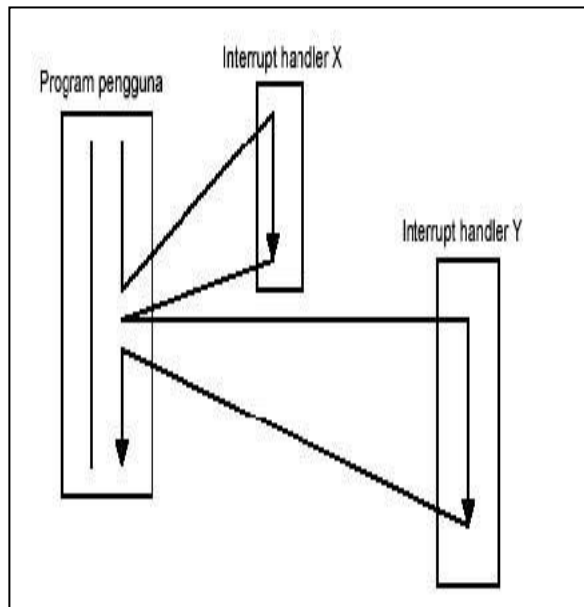 Interrupt handler X
Program pengguna
Interrupt handler Y